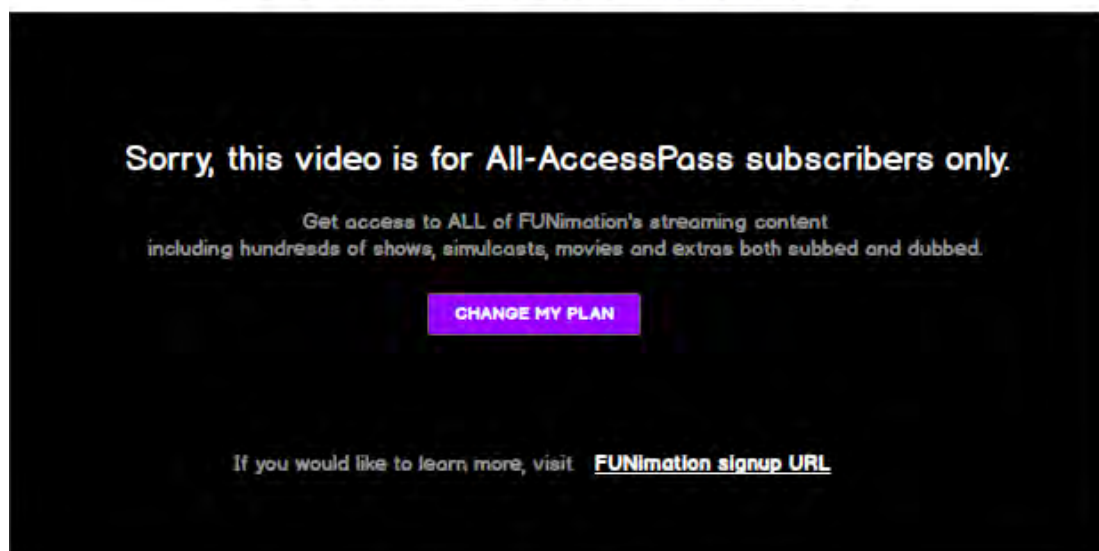 Sorry, this video is for All-AccessPass subscribers only.
Get access to ALL of FUNimation's streaming content
including hundresds of shows, simulcasts, movies and extras both subbed and dubbed.
CHANGE MY PLAN
If you would like to learn more, visit FUNimation signup URL